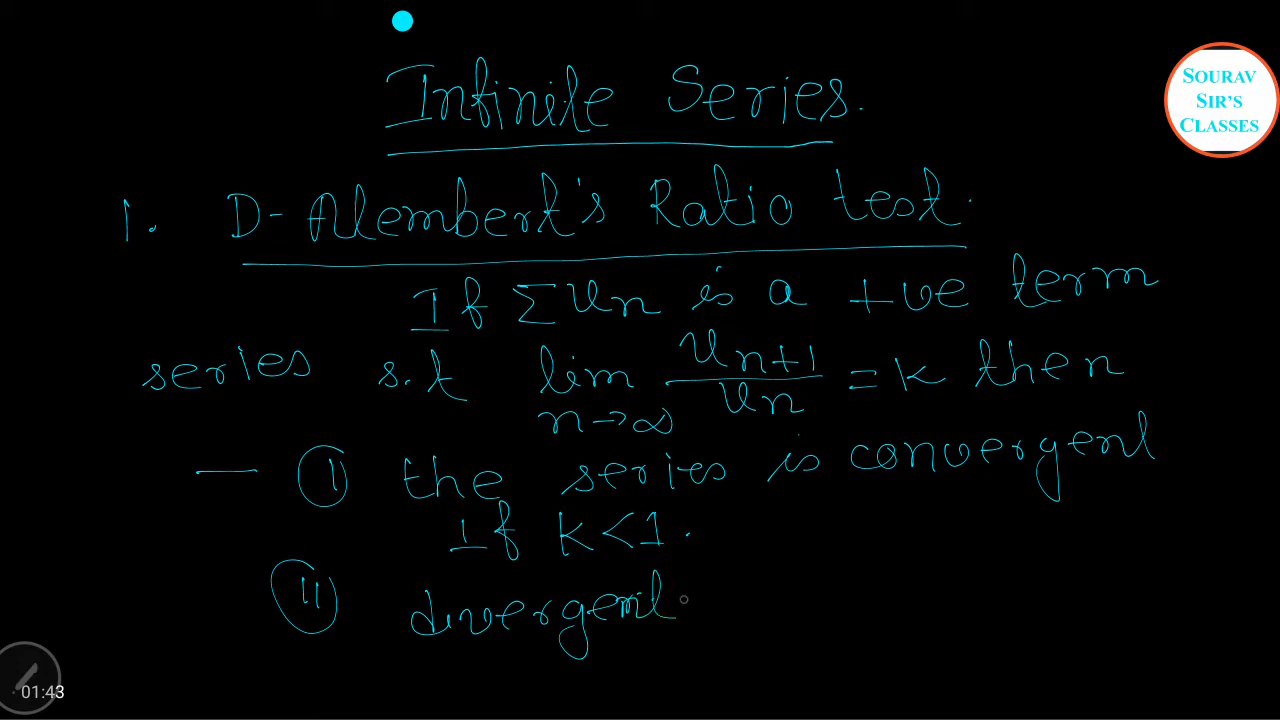 Infinite Series.
SOURAV
SIR'S
CLASSES
1. D-Alembert's Ratio test.
If ΣUn is a +ve term
series s.t lim n→∞ Un+1/Un = K then
— (i) the series is convergent
If K<1.
(ii) divergent
01:43